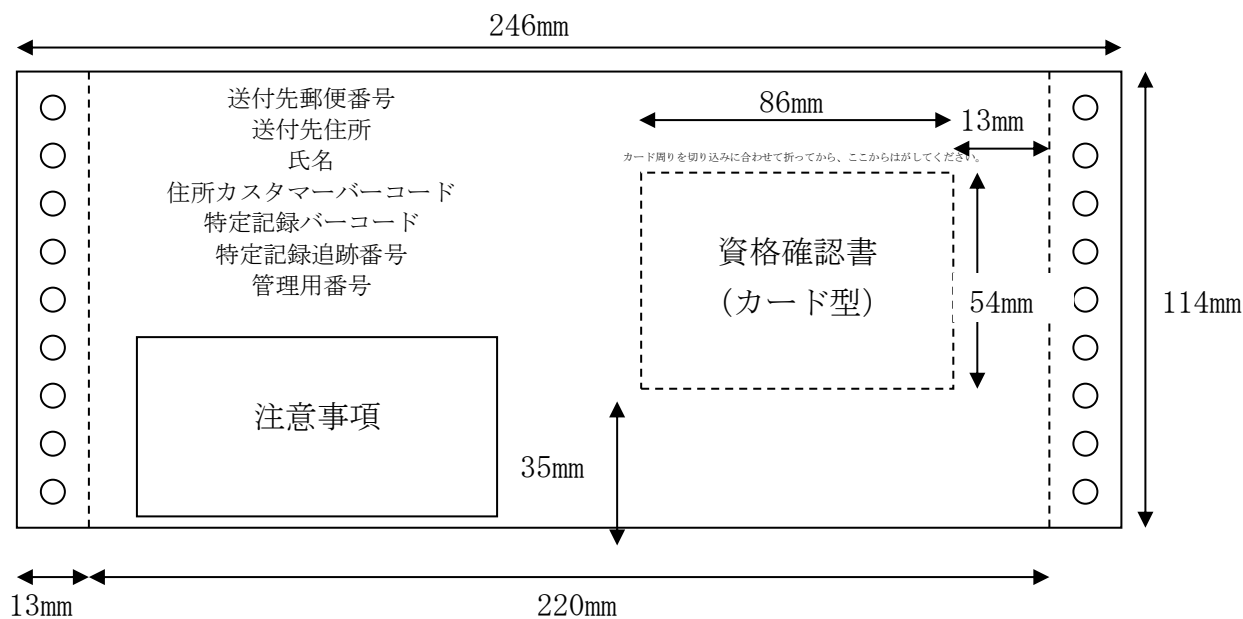 246mm
送付先郵便番号
送付先住所
氏名
住所カスタマーバーコード
特定記録バーコード
特定記録追跡番号
管理用番号
86mm
13mm
カード周りを切り込みに合わせて折ってから、ここからはがしてください。
資格確認書
（カード型）
54mm
114mm
注意事項
35mm
13mm
220mm